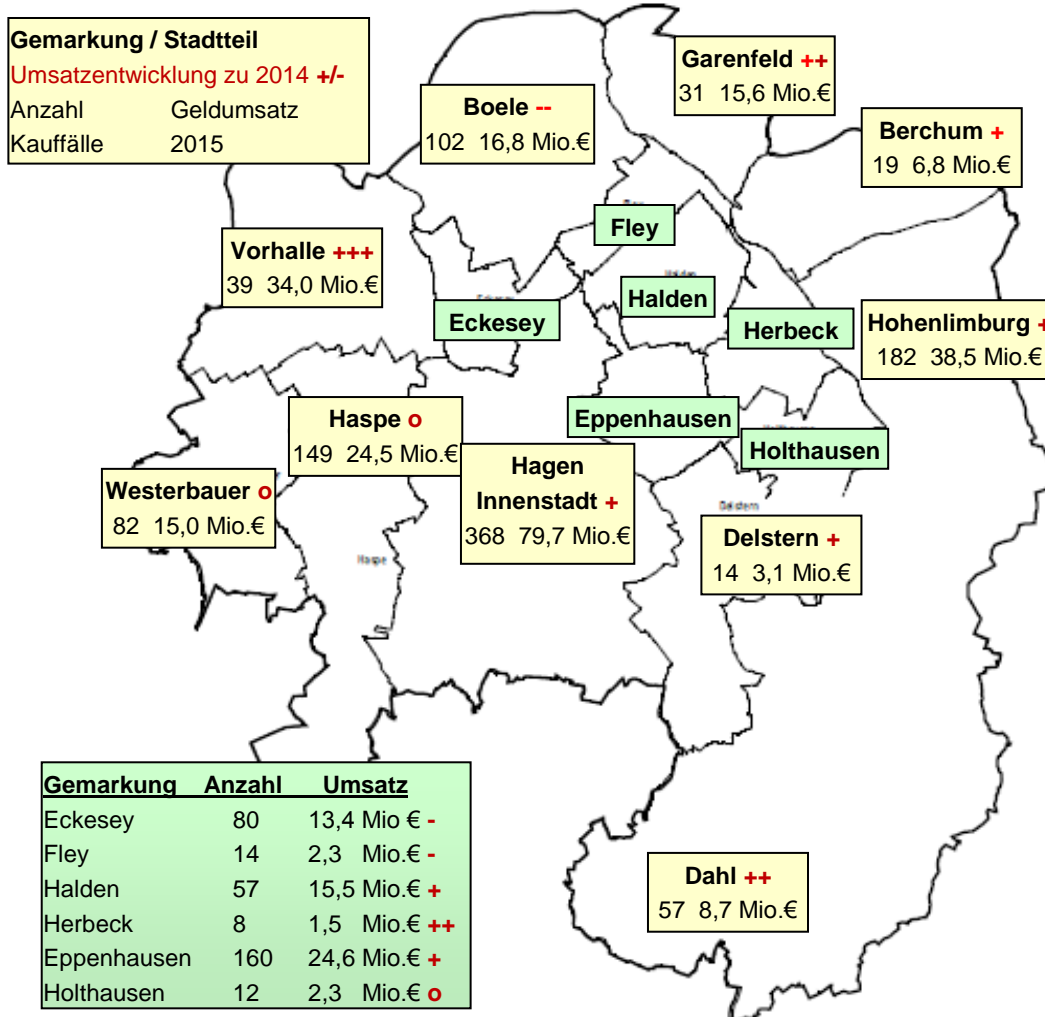 Gemarkung / Stadtteil
Umsatzentwicklung zu 2014 +/-
Anzahl Geldumsatz
Kauffälle 2015
Garenfeld ++
31 15,6 Mio.€
Boele --
102 16,8 Mio.€
Berchum +
19 6,8 Mio.€
Fley
Vorhalle +++
39 34,0 Mio.€
Halden
Eckesey
Herbeck
Hohenlimburg +
182 38,5 Mio.€
Haspe o
149 24,5 Mio.€
Eppenhausen
Holthausen
Hagen
Innenstadt +
368 79,7 Mio.€
Westerbauer o
82 15,0 Mio.€
Delstern
Delstern +
14 3,1 Mio.€
Haspe
Gemarkung Anzahl Umsatz
Eckesey 80 13,4 Mio € -
Fley 14 2,3 Mio.€ -
Halden 57 15,5 Mio.€ +
Herbeck 8 1,5 Mio.€ ++
Eppenhausen 160 24,6 Mio.€ +
Holthausen 12 2,3 Mio.€ o
Dahl ++
57 8,7 Mio.€